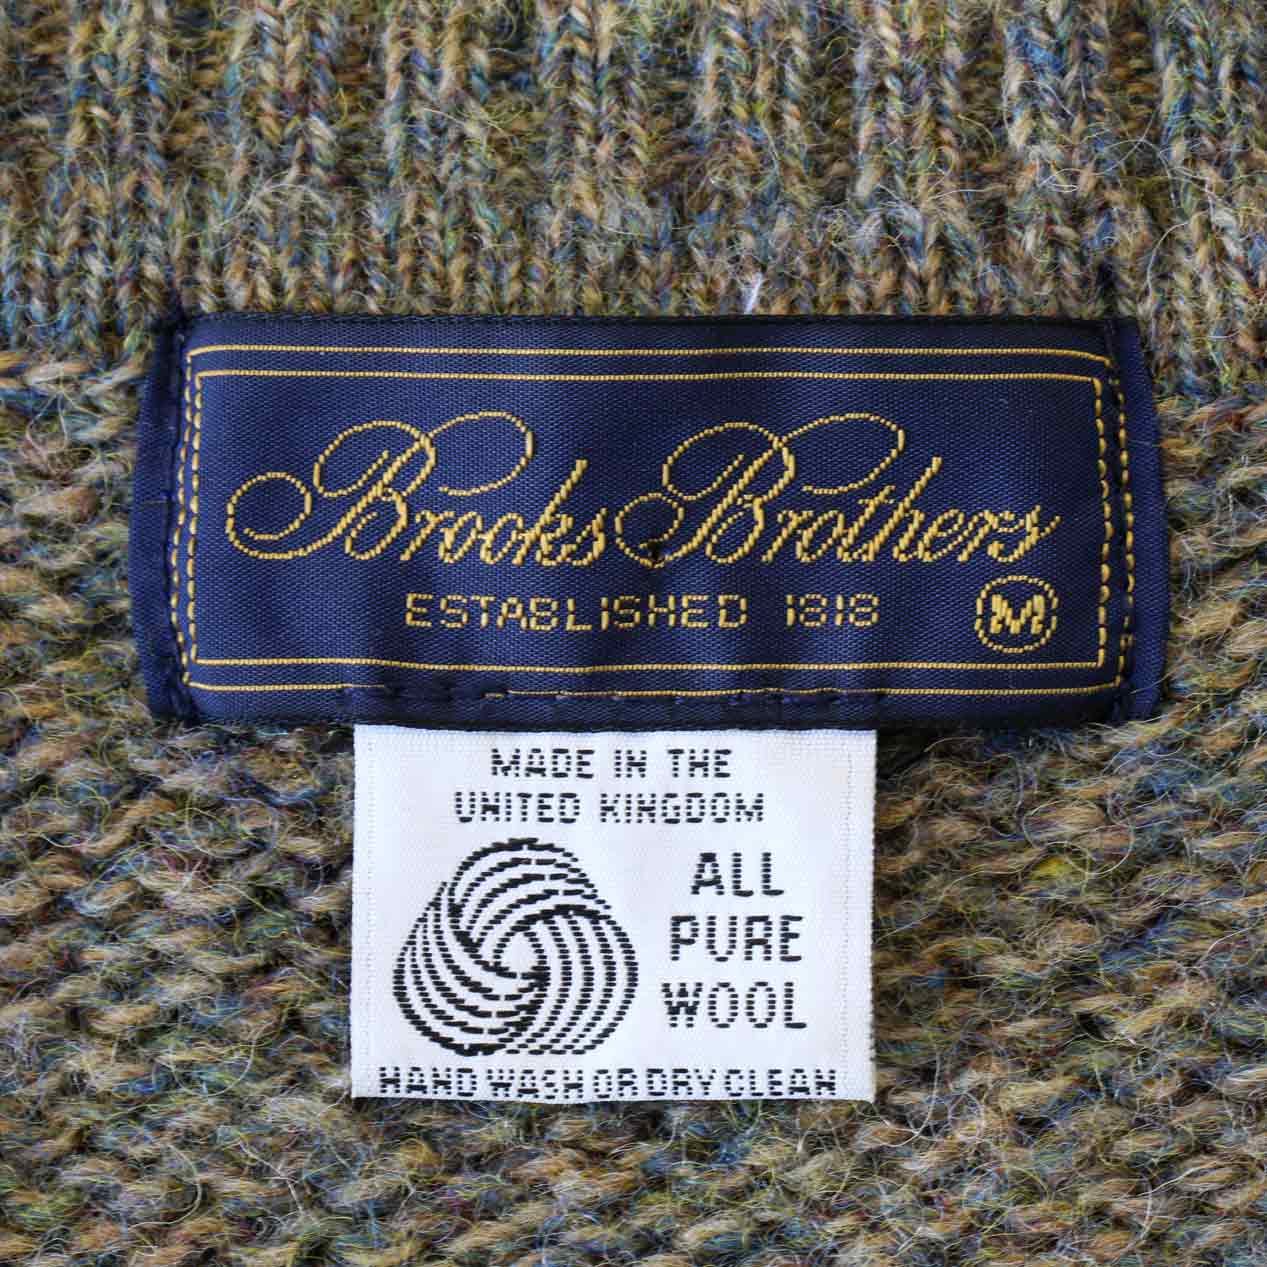 Brooks Brothers
ESTABLISHED 1818
M
MADE IN THE
UNITED KINGDOM
ALL
PURE
WOOL
HAND WASH OR DRY CLEAN